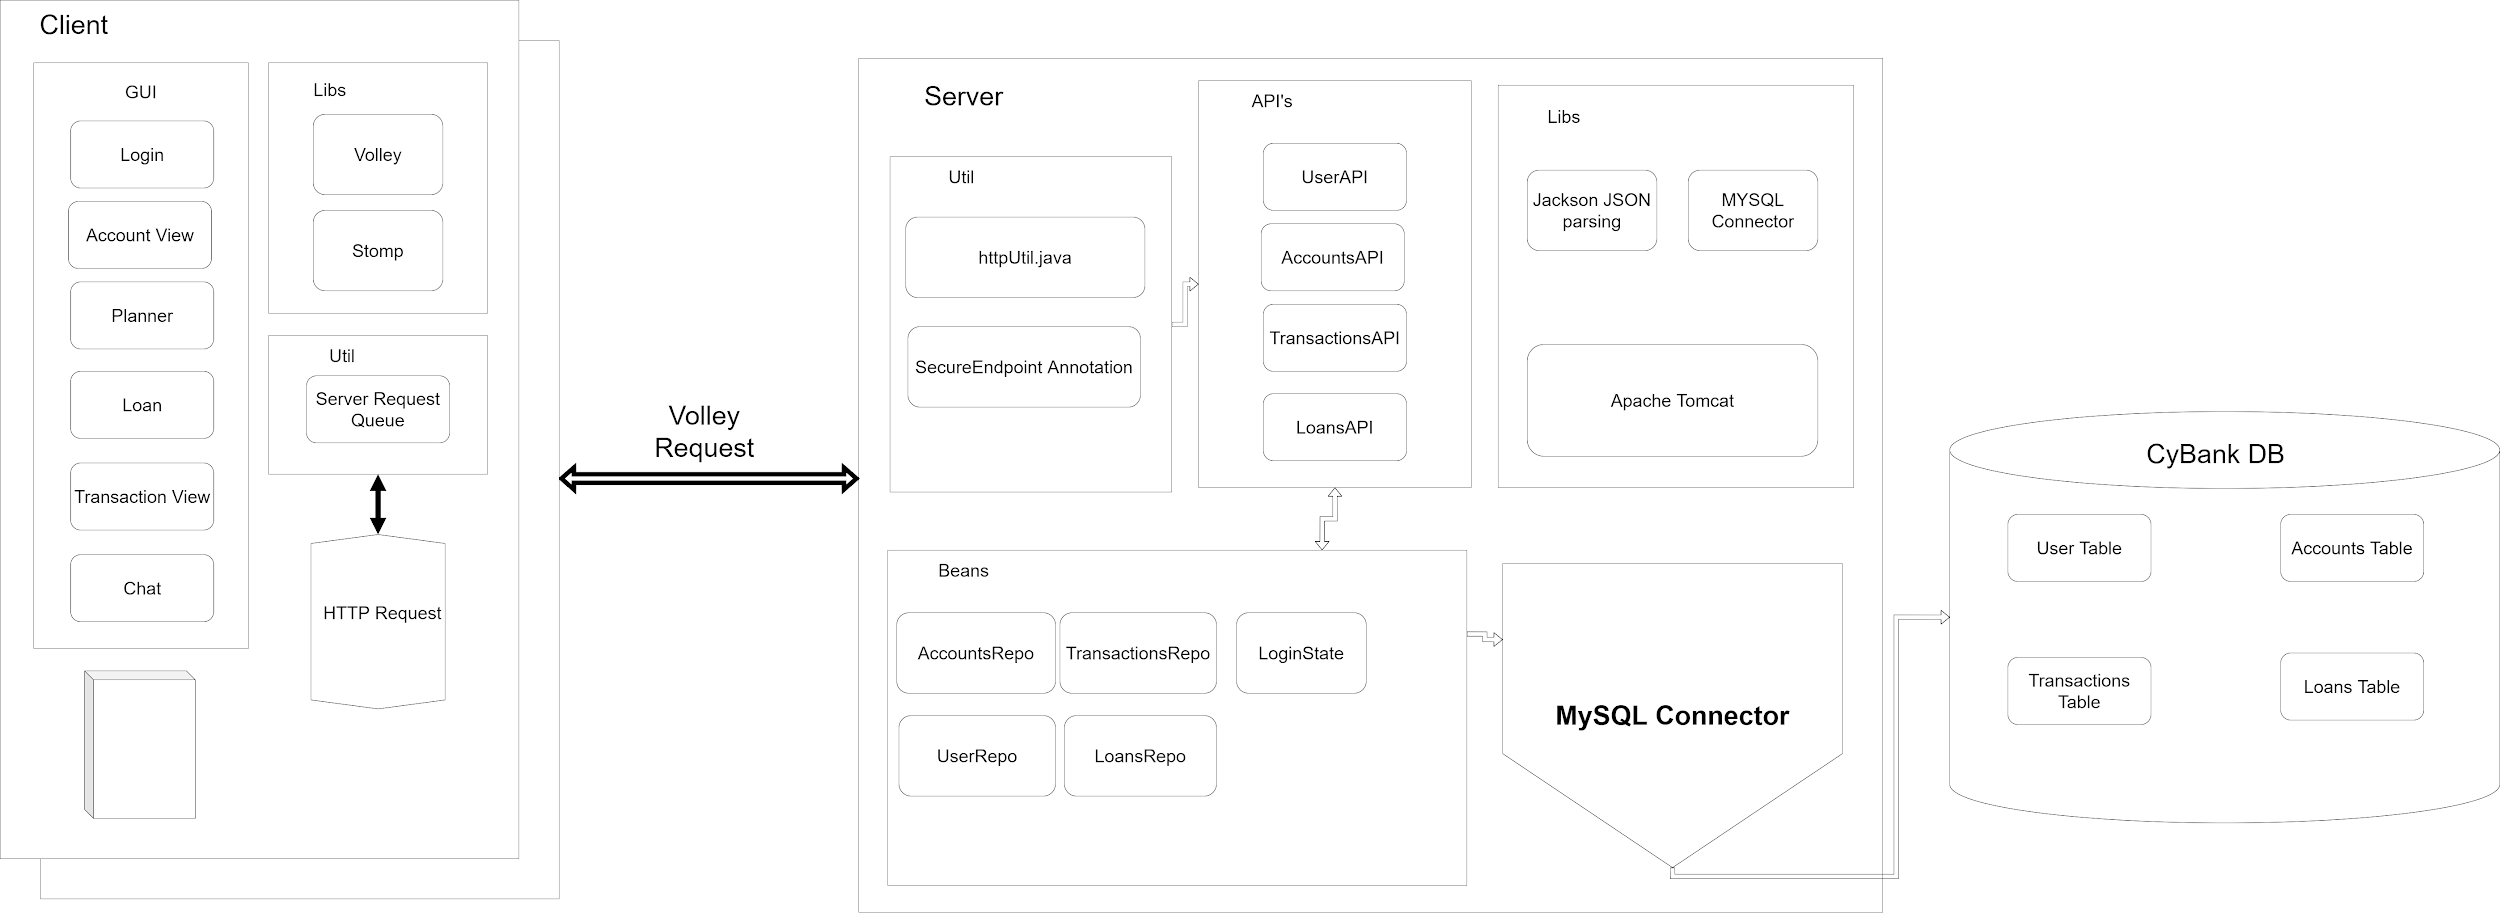 Client
GUI
Login
Account View
Planner
Loan
Transaction View
Chat
Libs
Volley
Stomp
Util
Server Request
Queue
HTTP Request
Volley
Request
Server
Util
httpUtil.java
SecureEndpoint Annotation
API's
UserAPI
AccountsAPI
TransactionsAPI
LoansAPI
Libs
Jackson JSON
parsing
MYSQL
Connector
Apache Tomcat
Beans
AccountsRepo
TransactionsRepo
LoginState
UserRepo
LoansRepo
MySQL Connector
CyBank DB
User Table
Accounts Table
Transactions
Table
Loans Table